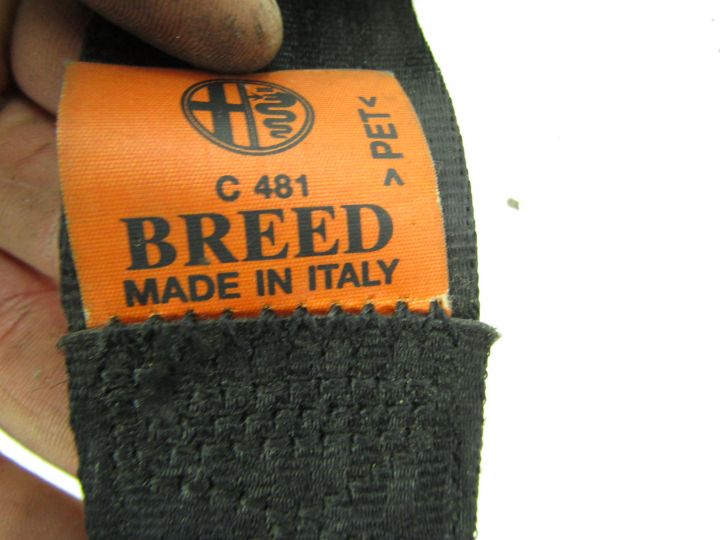 C 481
BREED
MADE IN ITALY
>PET<